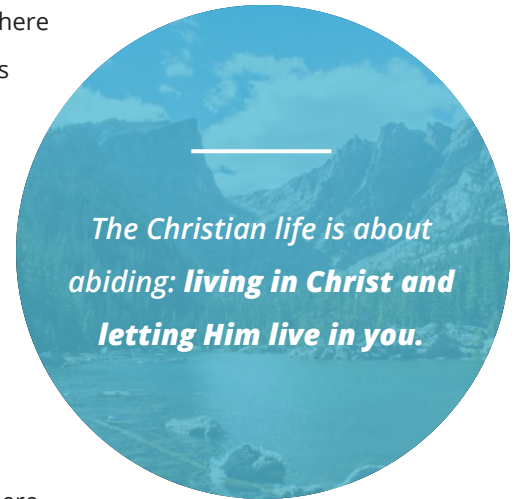 here
s
The Christian life is about
abiding: living in Christ and
letting Him live in you.